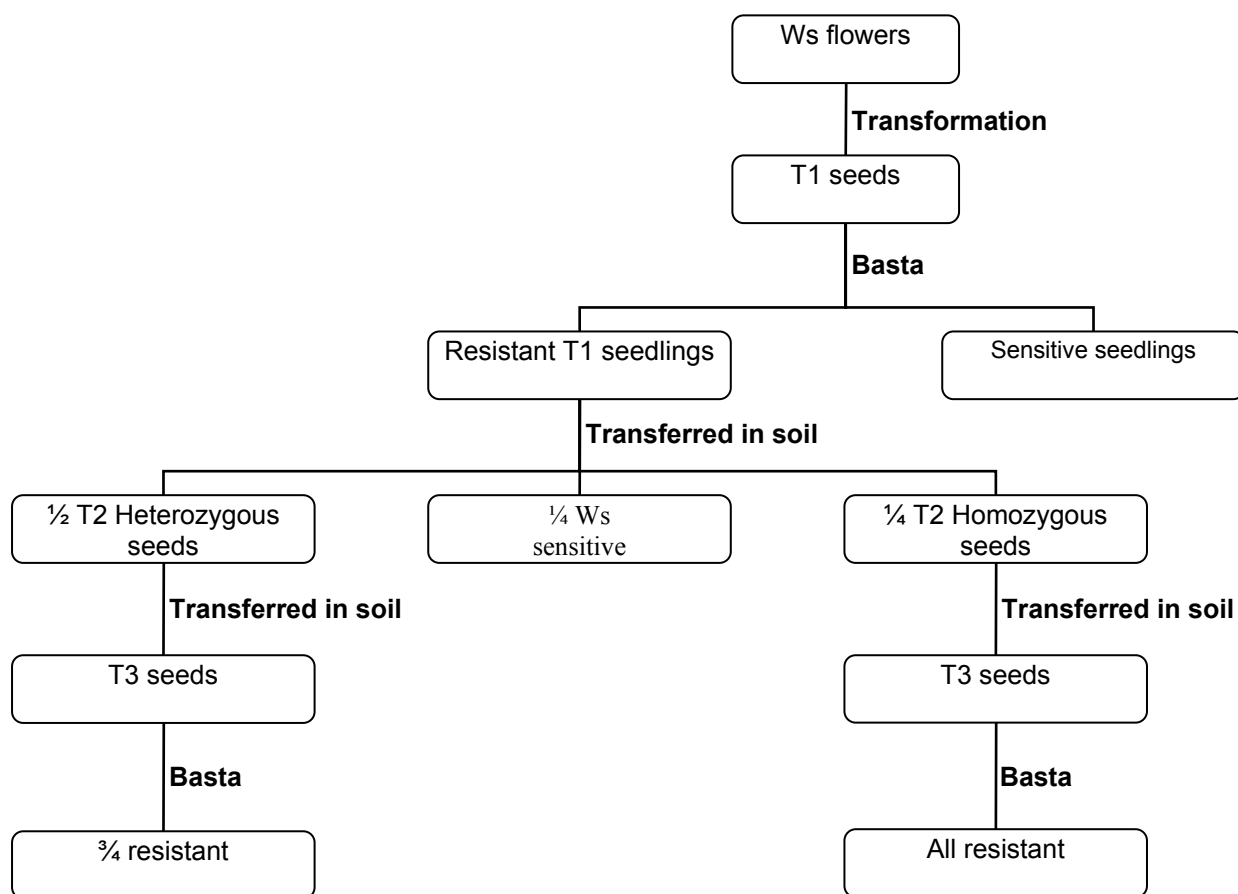 Ws flowers
Transformation
T1 seeds
Basta
Resistant T1 seedlings
Sensitive seedlings
Transferred in soil
½ T2 Heterozygous
seeds
¼ Ws
sensitive
¼ T2 Homozygous
seeds
Transferred in soil
Transferred in soil
T3 seeds
T3 seeds
Basta
Basta
¾ resistant
All resistant